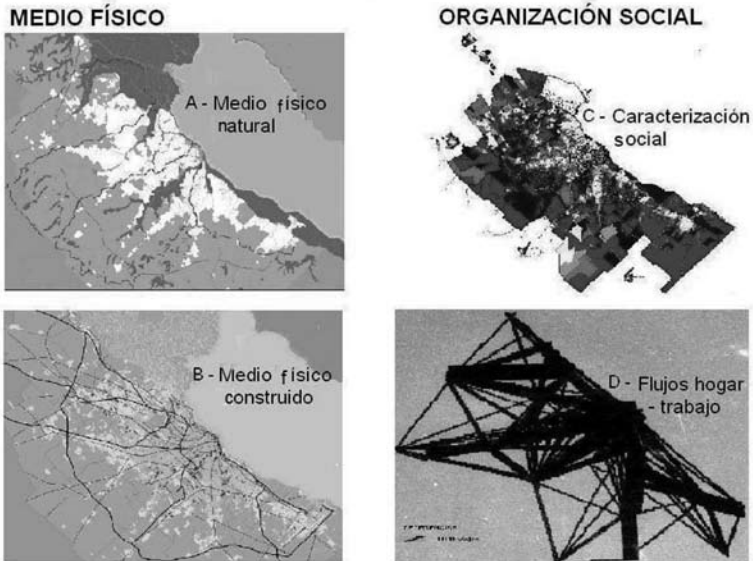 MEDIO FÍSICO
ORGANIZACIÓN SOCIAL
A - Medio físico
natural
C - Caracterización
social
B - Medio físico
construido
D - Flujos hogar
- trabajo